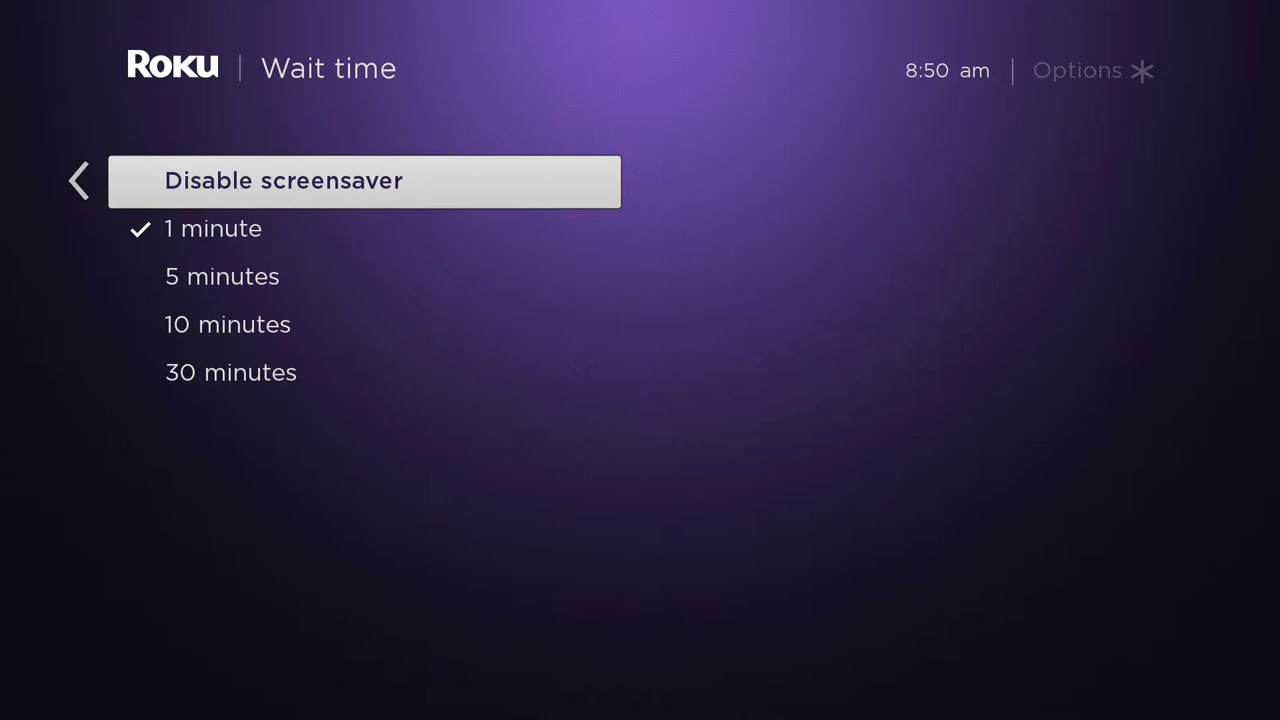 Roku | Wait time
8:50 am | Options
Disable screensaver
1 minute
5 minutes
10 minutes
30 minutes